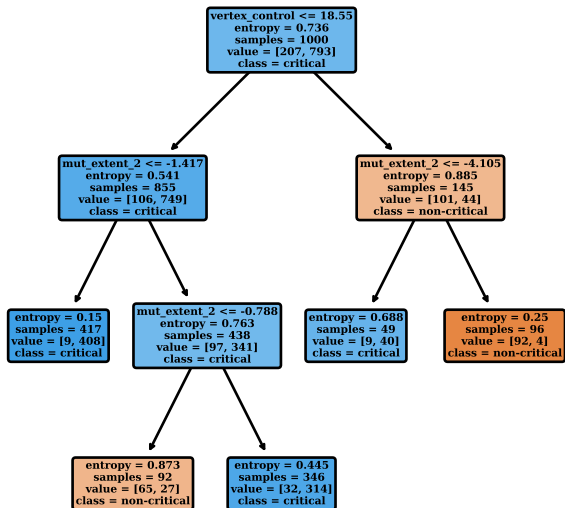 vertex_control <= 18.55
entropy = 0.736
samples = 1000
value = [207, 793]
class = critical
mut_extent_2 <= -1.417
entropy = 0.541
samples = 855
value = [106, 749]
class = critical
mut_extent_2 <= -4.105
entropy = 0.885
samples = 145
value = [101, 44]
class = non-critical
entropy = 0.15
samples = 417
value = [9, 408]
class = critical
mut_extent_2 <= -0.788
entropy = 0.763
samples = 438
value = [97, 341]
class = critical
entropy = 0.688
samples = 49
value = [9, 40]
class = critical
entropy = 0.25
samples = 96
value = [92, 4]
class = non-critical
entropy = 0.873
samples = 92
value = [65, 27]
class = non-critical
entropy = 0.445
samples = 346
value = [32, 314]
class = critical